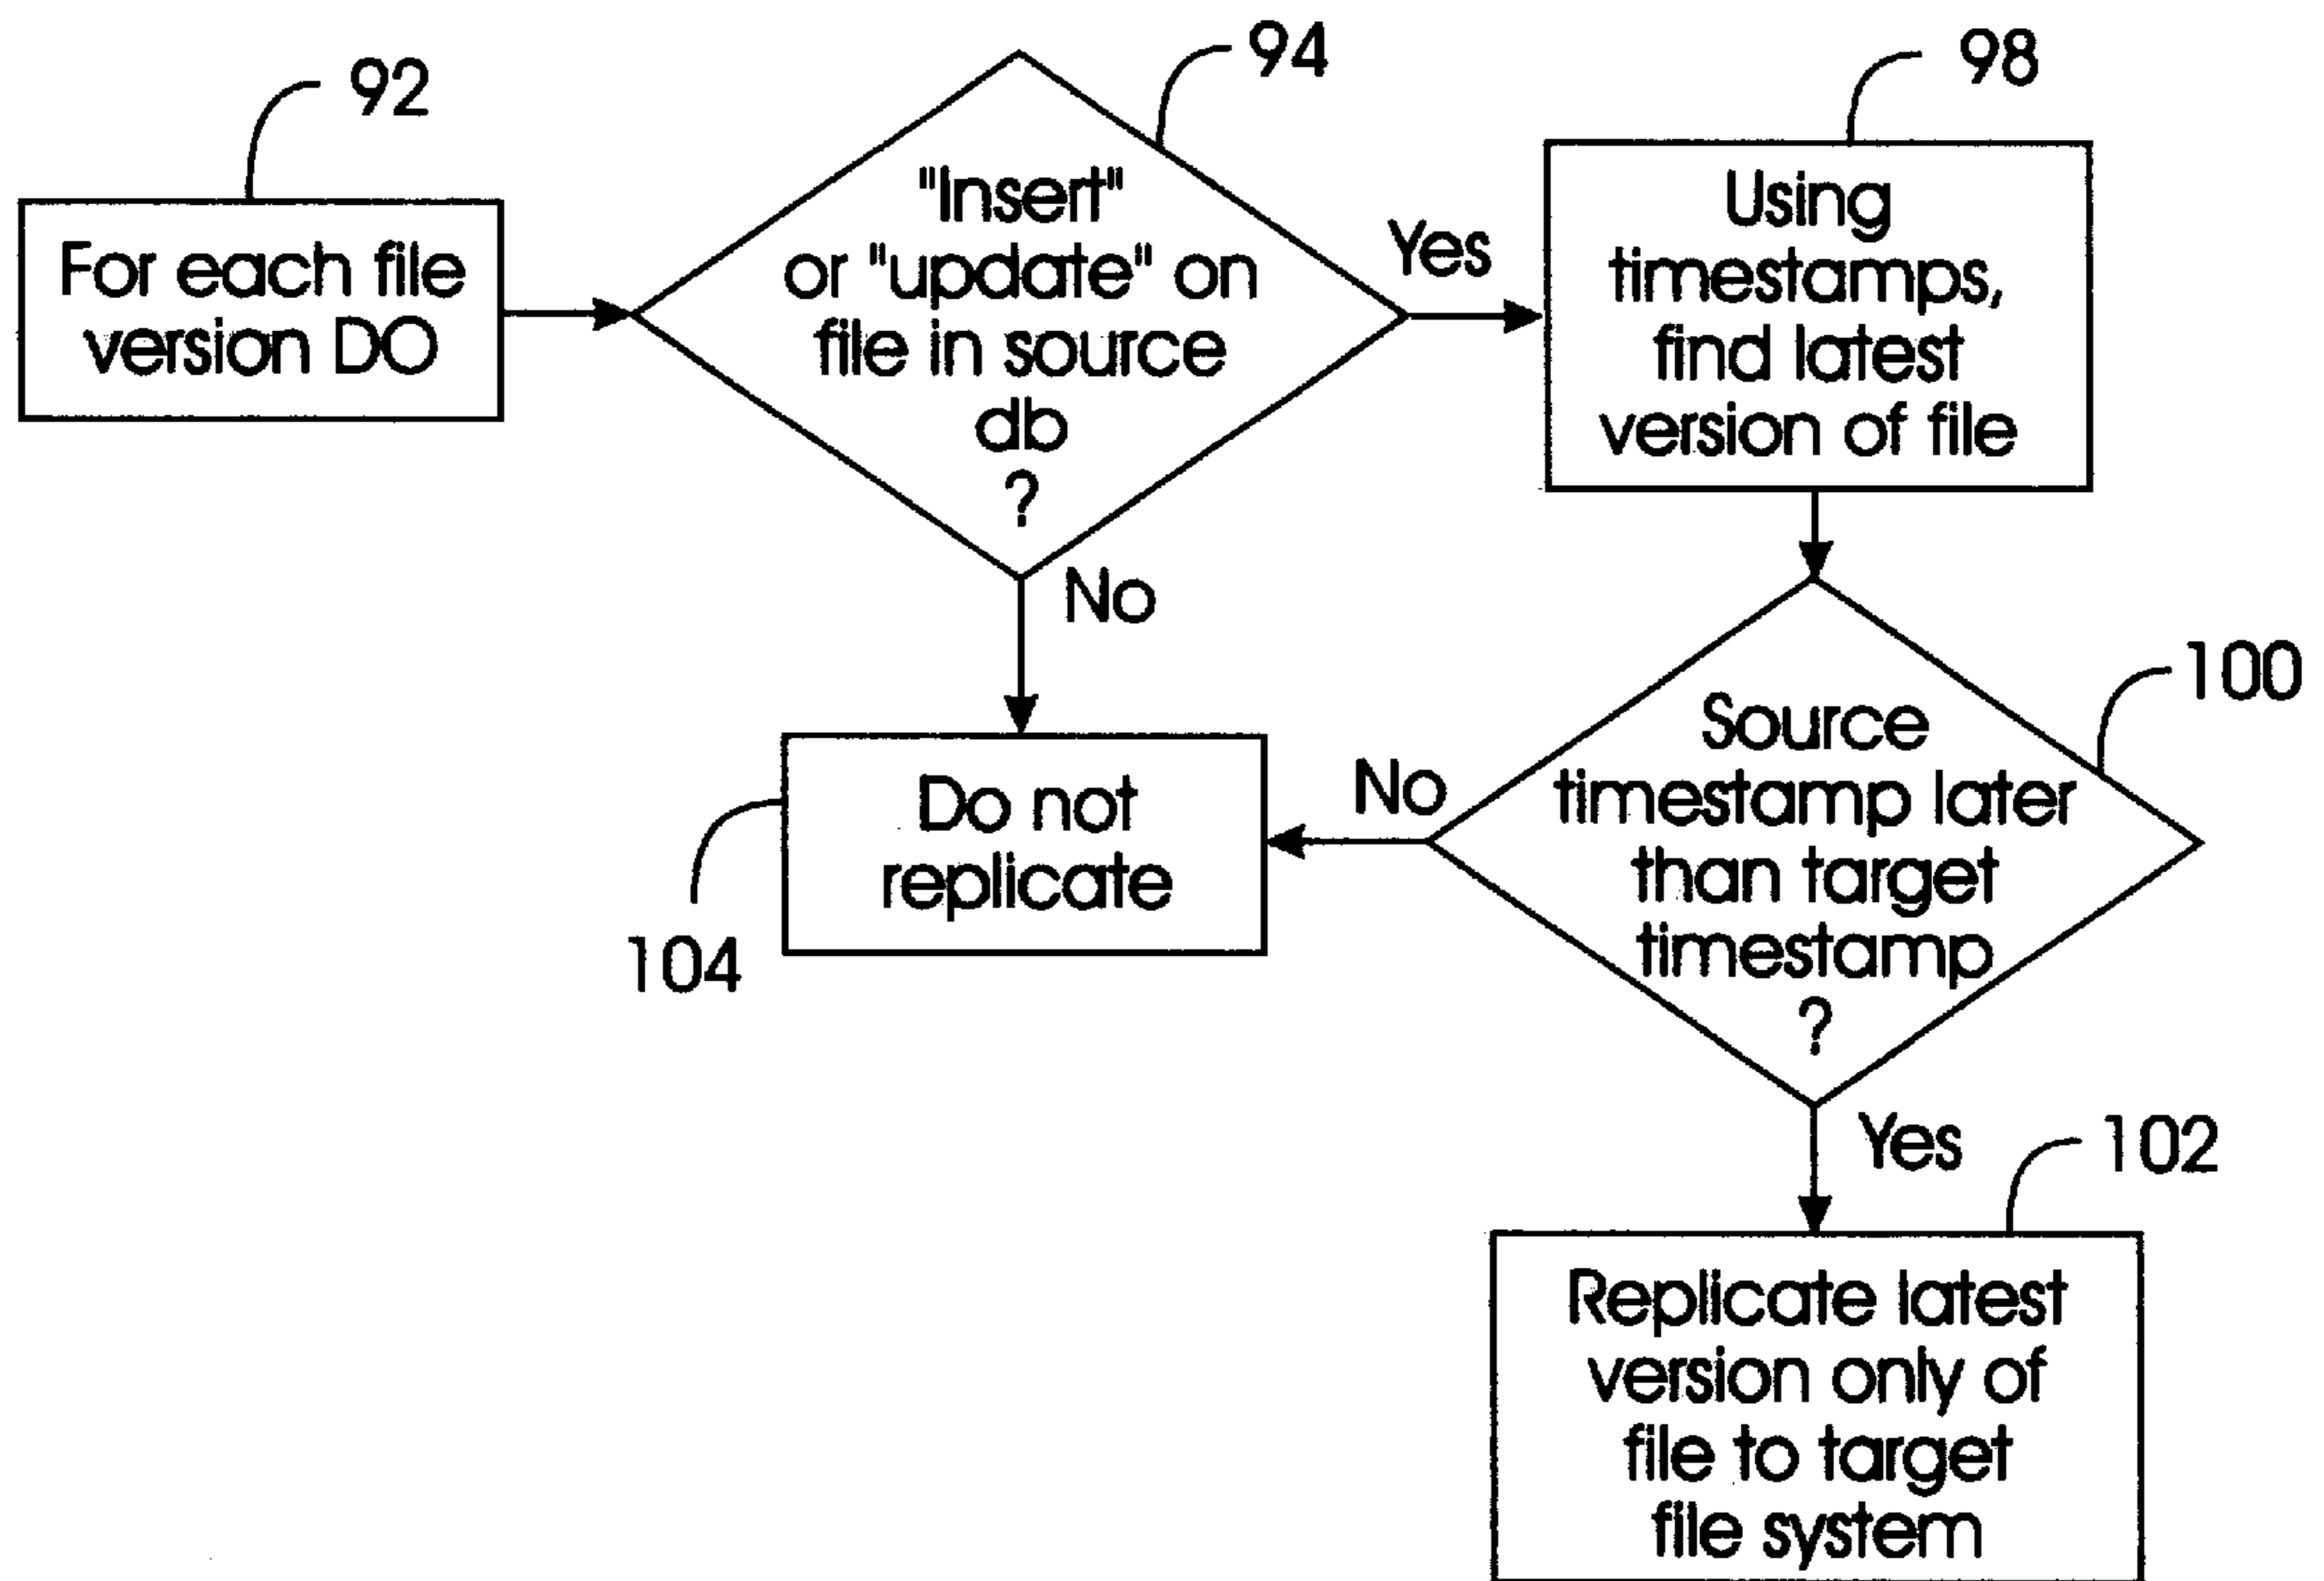 92
For each file
version DO
94
"Insert"
or "update" on
file in source
db
?
Yes
No
98
Using
timestamps,
find latest
version of file
100
Source
timestamp later
than target
timestamp
?
No
Yes
104
Do not
replicate
102
Replicate latest
version only of
file to target
file system